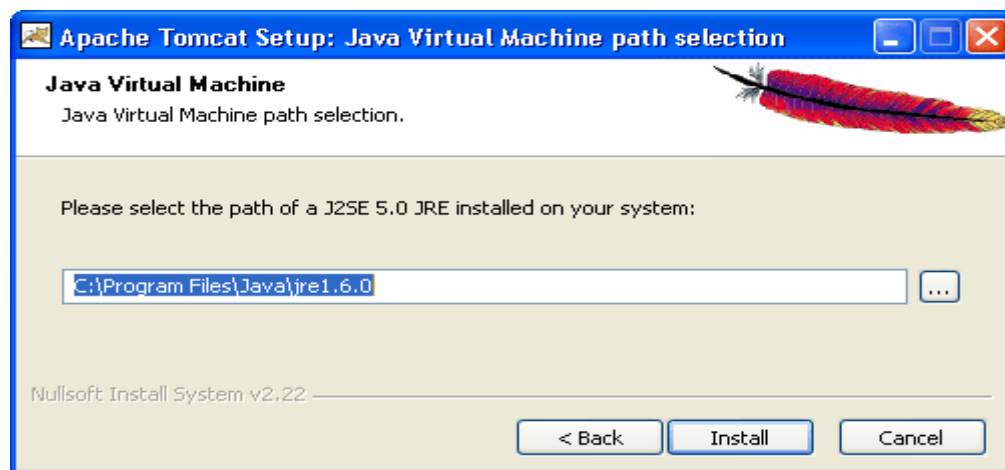 Apache Tomcat Setup: Java Virtual Machine path selection
Java Virtual Machine
Java Virtual Machine path selection.
Please select the path of a J2SE 5.0 JRE installed on your system:
C:\Program Files\Java\jre1.6.0
...
Nullsoft Install System v2.22
< Back Install Cancel